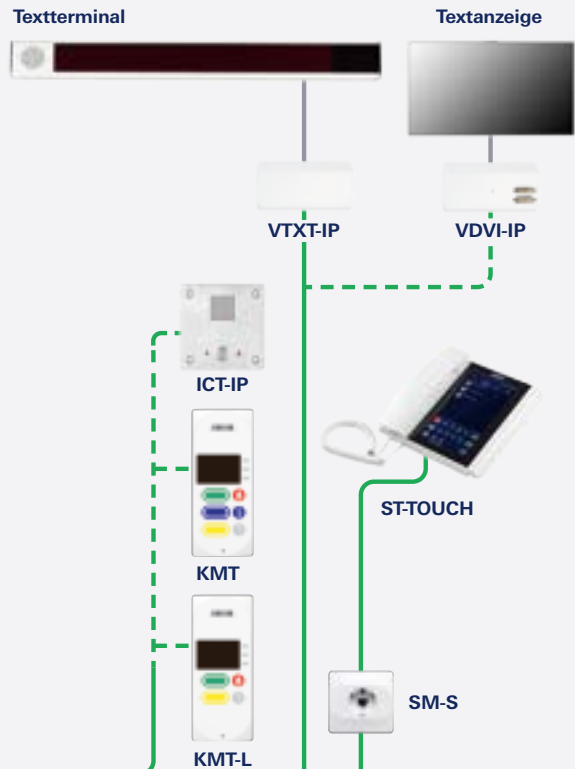 Textterminal
Textanzeige
VTXT-IP
VDVI-IP
ICT-IP
ST-TOUCH
KMT
SM-S
KMT-L